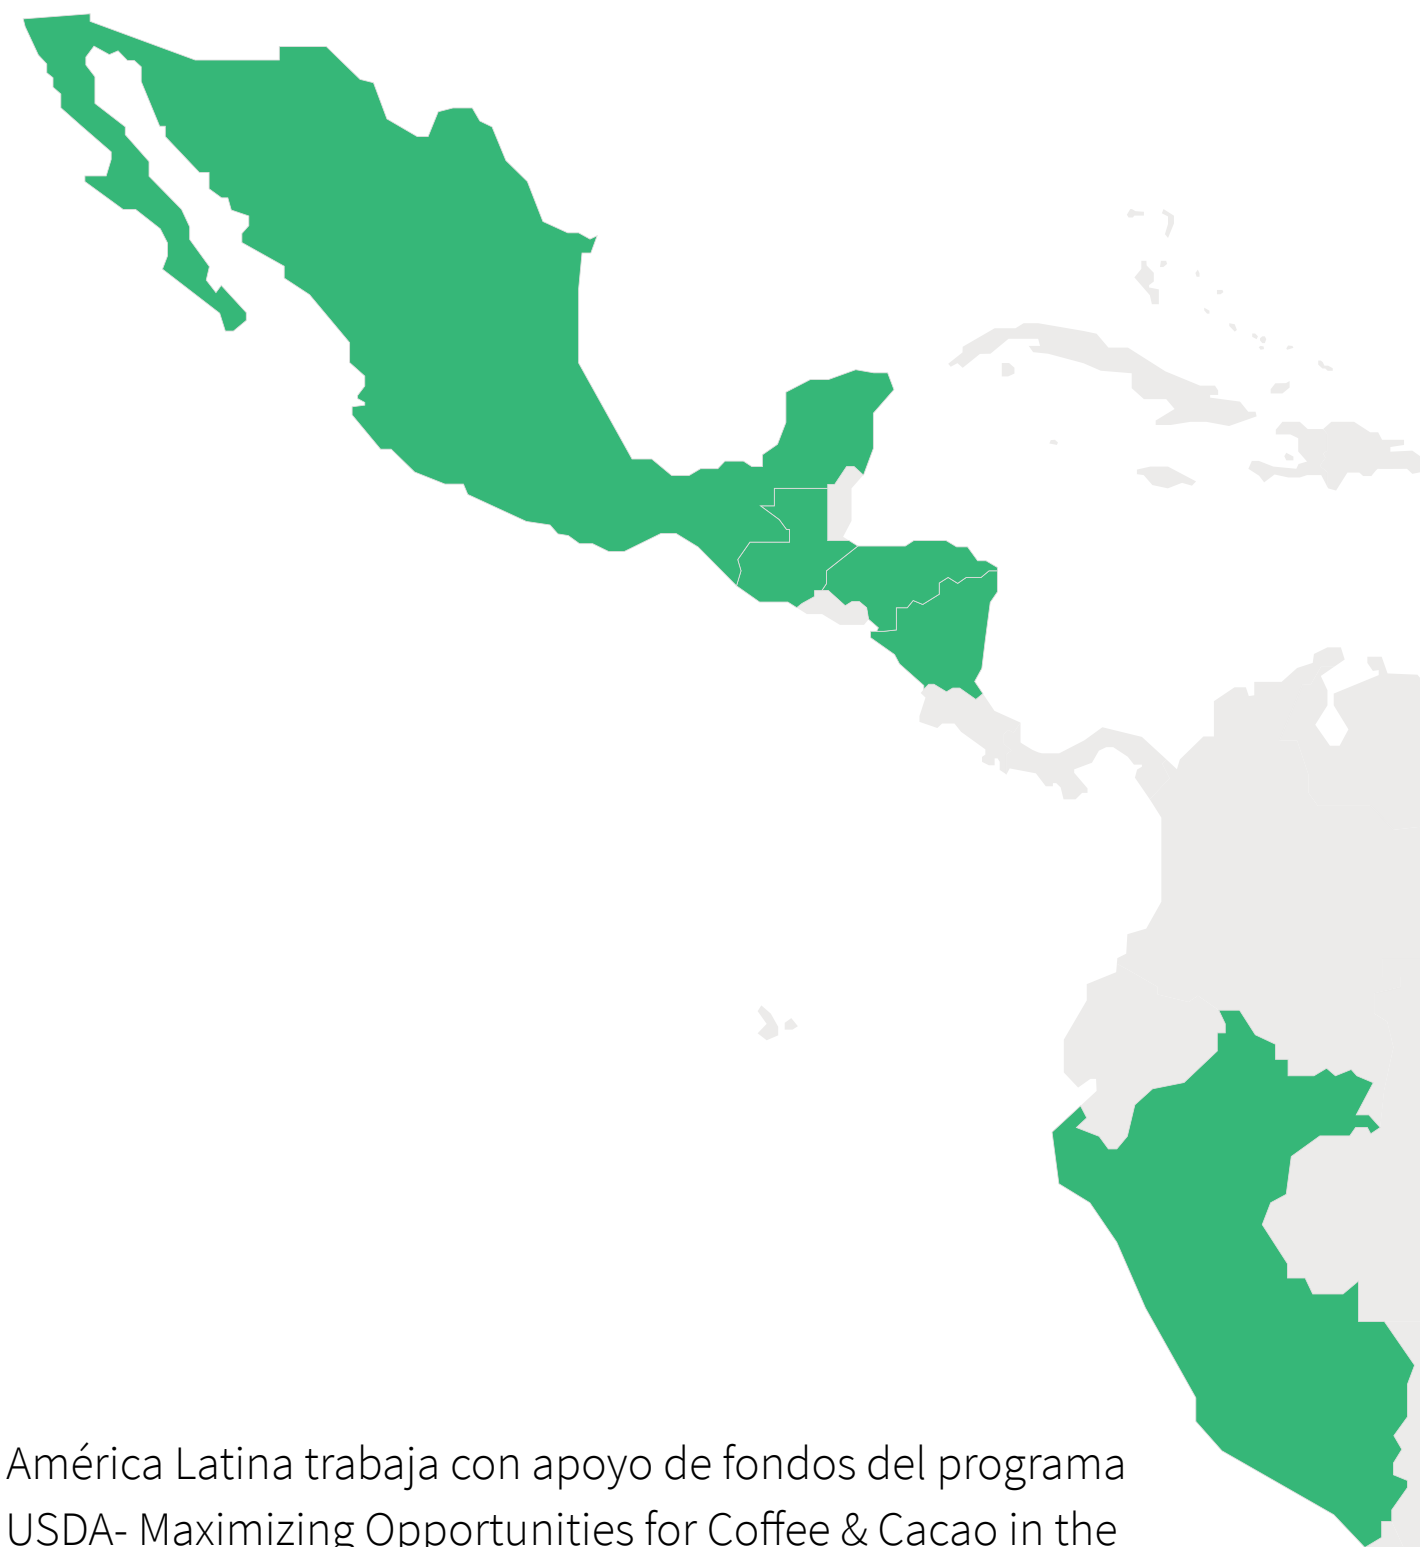 América Latina trabaja con apoyo de fondos del programa
USDA- Maximizing Opportunities for Coffee & Cacao in the